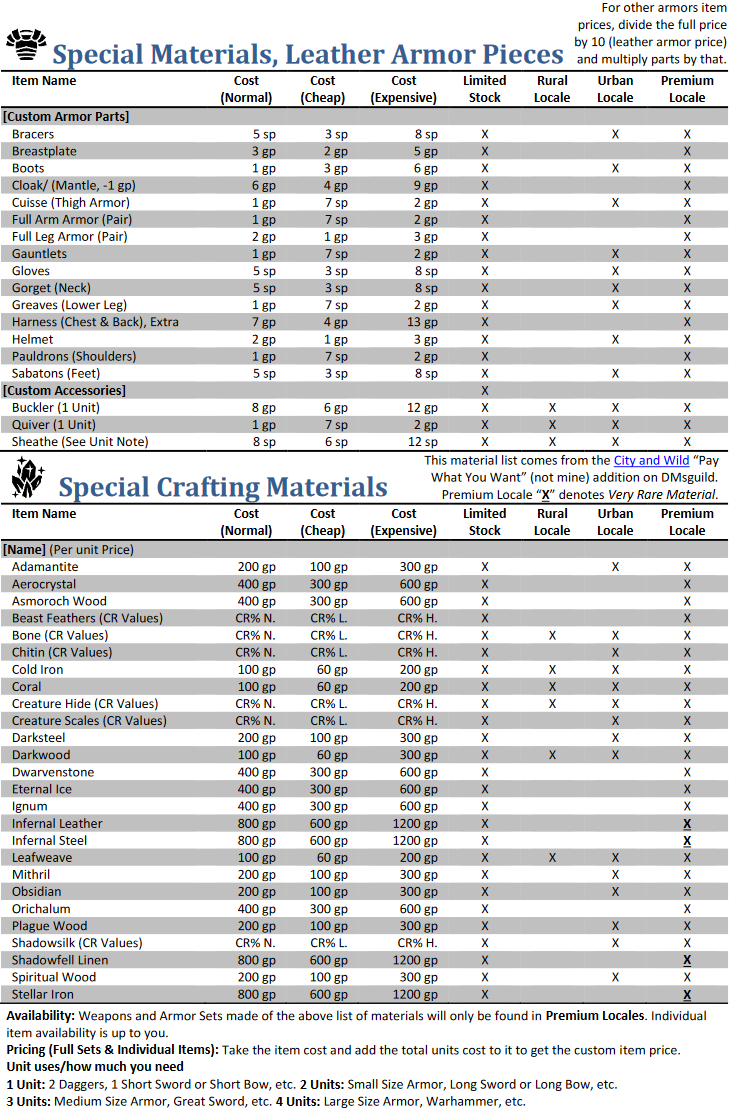 For other armors item
prices, divide the full price
by 10 (leather armor price)
and multiply parts by that.
Special Materials, Leather Armor Pieces
Item Name Cost (Normal) Cost (Cheap) Cost (Expensive) Limited Stock Rural Locale Urban Locale Premium Locale
[Custom Armor Parts]
Bracers 5 sp 3 sp 8 sp X X X
Breastplate 3 gp 2 gp 5 gp X X
Boots 1 gp 3 gp 6 gp X X X
Cloak/ (Mantle, -1 gp) 6 gp 4 gp 9 gp X X
Cuisse (Thigh Armor) 1 gp 7 sp 2 gp X X X
Full Arm Armor (Pair) 1 gp 7 sp 2 gp X X
Full Leg Armor (Pair) 2 gp 1 gp 3 gp X X
Gauntlets 1 gp 7 sp 2 gp X X X
Gloves 5 sp 3 sp 8 sp X X X
Gorget (Neck) 5 sp 3 sp 8 sp X X X
Greaves (Lower Leg) 1 gp 7 sp 2 gp X X X
Harness (Chest & Back), Extra 7 gp 4 gp 13 gp X X
Helmet 2 gp 1 gp 3 gp X X X
Pauldrons (Shoulders) 1 gp 7 sp 2 gp X X
Sabatons (Feet) 5 sp 3 sp 8 sp X X X
[Custom Accessories] X
Buckler (1 Unit) 8 gp 6 gp 12 gp X X X X
Quiver (1 Unit) 1 gp 7 sp 2 gp X X X X
Sheathe (See Unit Note) 8 sp 6 sp 12 sp X X X X
This material list comes from the City and Wild “Pay
What You Want” (not mine) addition on DMsguild.
Premium Locale “X” denotes Very Rare Material.
Special Crafting Materials
Item Name Cost (Normal) Cost (Cheap) Cost (Expensive) Limited Stock Rural Locale Urban Locale Premium Locale
[Name] (Per unit Price)
Adamantite 200 gp 100 gp 300 gp X X X
Aerocrystal 400 gp 300 gp 600 gp X X
Asmoroch Wood 400 gp 300 gp 600 gp X X
Beast Feathers (CR Values) CR% N. CR% L. CR% H. X X
Bone (CR Values) CR% N. CR% L. CR% H. X X X X
Chitin (CR Values) CR% N. CR% L. CR% H. X X X
Cold Iron 100 gp 60 gp 200 gp X X X X
Coral 100 gp 60 gp 200 gp X X X X
Creature Hide (CR Values) CR% N. CR% L. CR% H. X X X X
Creature Scales (CR Values) CR% N. CR% L. CR% H. X X X
Darksteel 200 gp 100 gp 300 gp X X X
Darkwood 100 gp 60 gp 300 gp X X X X
Dwarvenstone 400 gp 300 gp 600 gp X X
Eternal Ice 400 gp 300 gp 600 gp X X
Ignum 400 gp 300 gp 600 gp X X
Infernal Leather 800 gp 600 gp 1200 gp X X
Infernal Steel 800 gp 600 gp 1200 gp X X
Leafweave 100 gp 60 gp 200 gp X X X X
Mithril 200 gp 100 gp 300 gp X X X
Obsidian 200 gp 100 gp 300 gp X X X
Orichalum 400 gp 300 gp 600 gp X X
Plague Wood 200 gp 100 gp 300 gp X X X
Shadowsilk (CR Values) CR% N. CR% L. CR% H. X X X
Shadowfell Linen 800 gp 600 gp 1200 gp X X
Spiritual Wood 200 gp 100 gp 300 gp X X X
Stellar Iron 800 gp 600 gp 1200 gp X X
Availability: Weapons and Armor Sets made of the above list of materials will only be found in Premium Locales. Individual
item availability is up to you.
Pricing (Full Sets & Individual Items): Take the item cost and add the total units cost to it to get the custom item price.
Unit uses/how much you need
1 Unit: 2 Daggers, 1 Short Sword or Short Bow, etc. 2 Units: Small Size Armor, Long Sword or Long Bow, etc.
3 Units: Medium Size Armor, Great Sword, etc. 4 Units: Large Size Armor, Warhammer, etc.